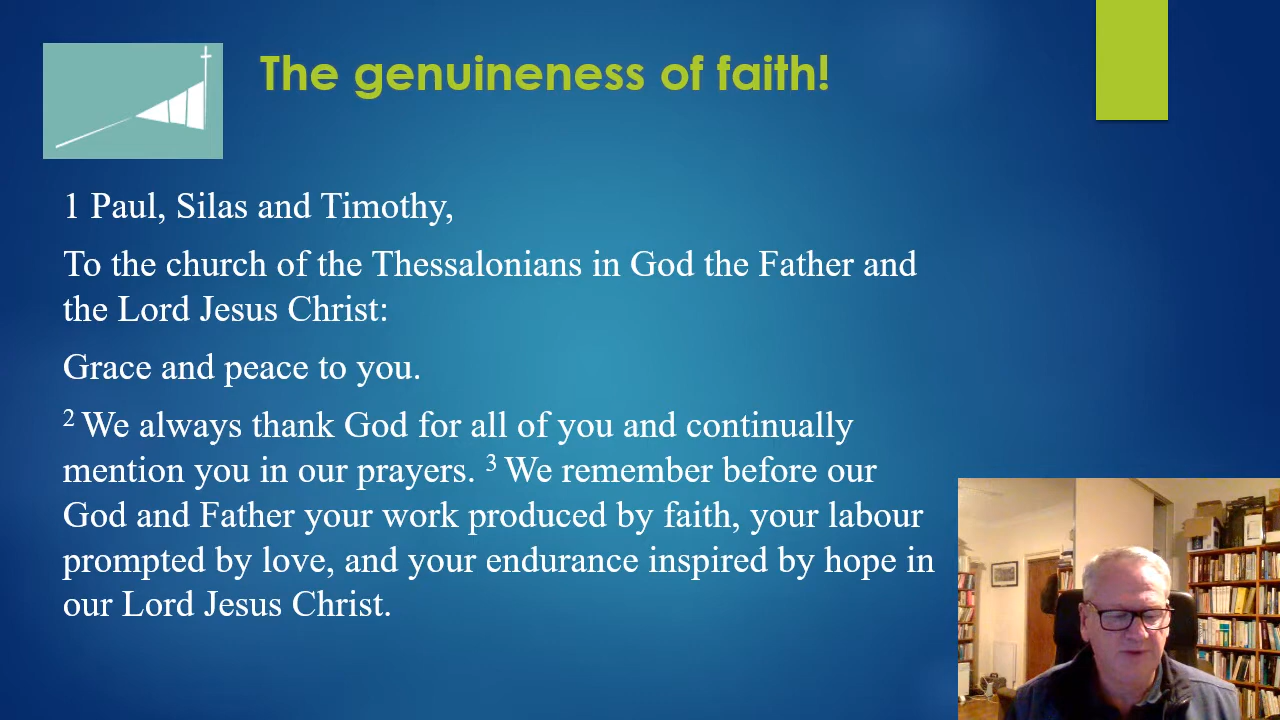 The genuineness of faith!
1 Paul, Silas and Timothy,
To the church of the Thessalonians in God the Father and
the Lord Jesus Christ:
Grace and peace to you.
2 We always thank God for all of you and continually
mention you in our prayers. 3 We remember before our
God and Father your work produced by faith, your labour
prompted by love, and your endurance inspired by hope in
our Lord Jesus Christ.